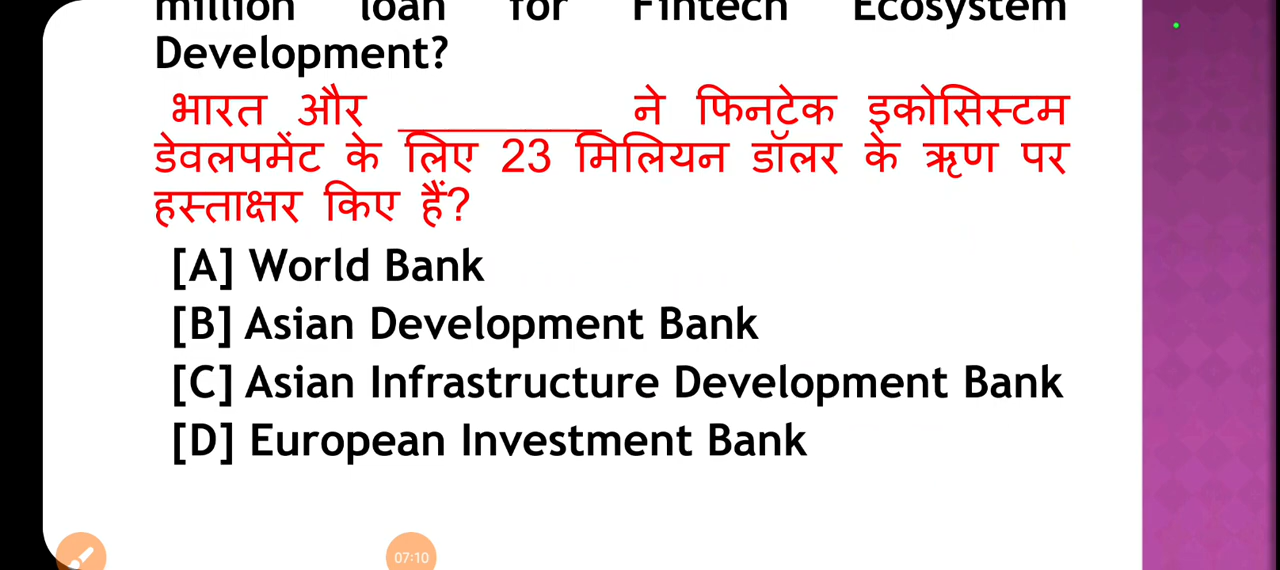 million loan for Fintech Ecosystem
Development?
भारत और __________ ने फिनटेक इकोसिस्टम
डेवलपमेंट के लिए 23 मिलियन डॉलर के ऋण पर
हस्ताक्षर किए हैं?
[A] World Bank
[B] Asian Development Bank
[C] Asian Infrastructure Development Bank
[D] European Investment Bank
07:10